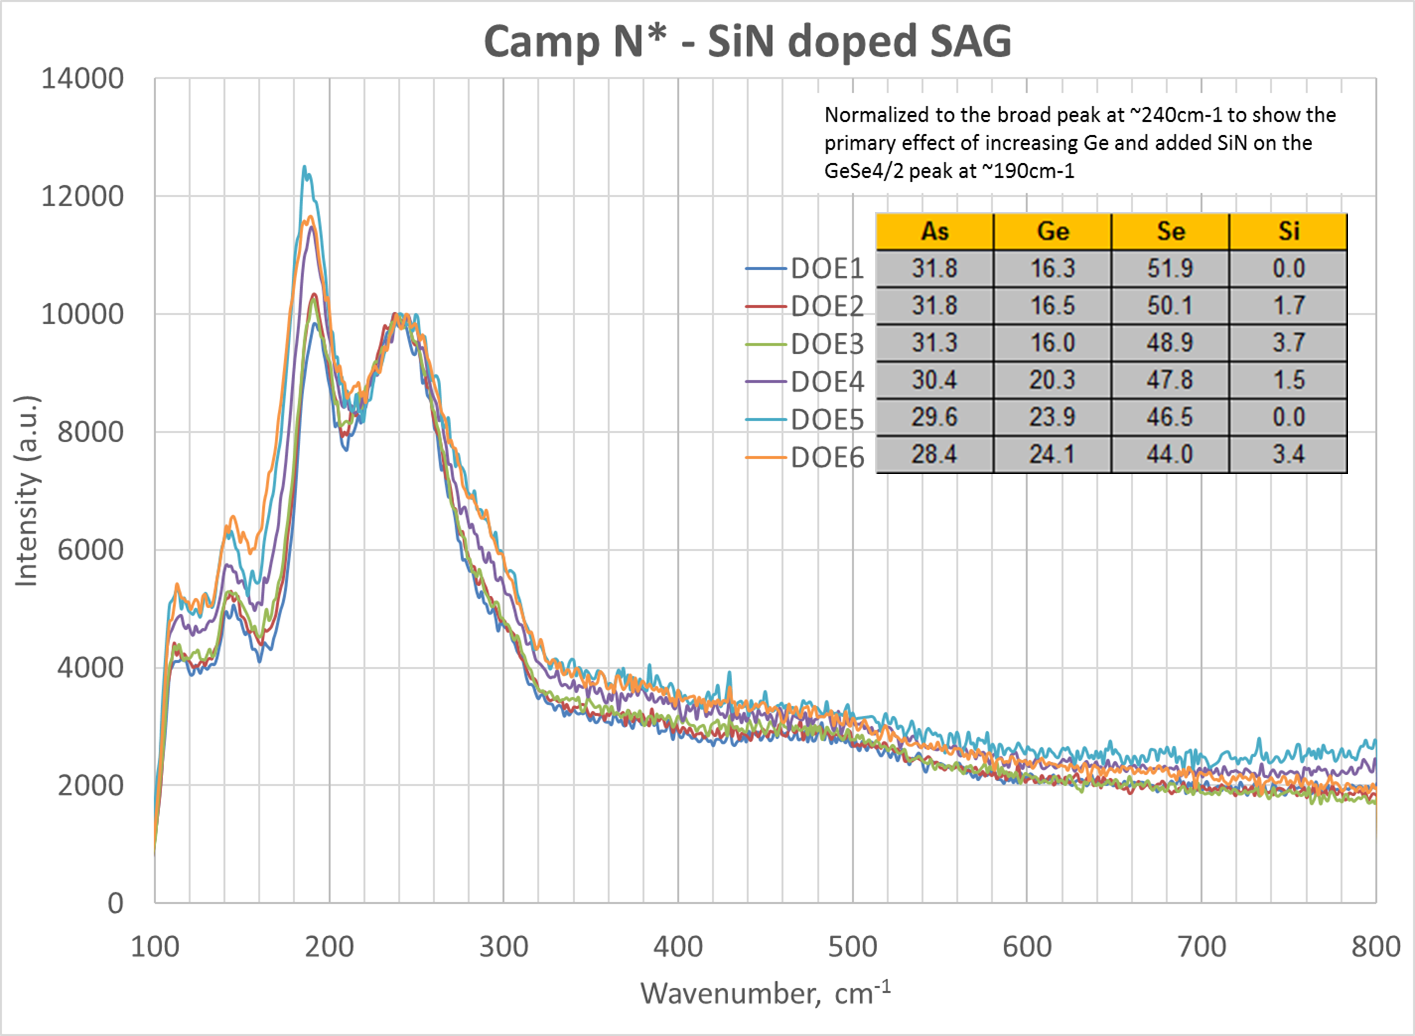 Camp N* - SiN doped SAG
14000
12000
10000
8000
6000
4000
2000
0
Intensity (a.u.)
Normalized to the broad peak at ~240cm-1 to show the
primary effect of increasing Ge and added SiN on the
GeSe4/2 peak at ~190cm-1
As Ge Se Si
DOE1 31.8 16.3 51.9 0.0
DOE2 31.8 16.5 50.1 1.7
DOE3 31.3 16.0 48.9 3.7
DOE4 30.4 20.3 47.8 1.5
DOE5 29.6 23.9 46.5 0.0
DOE6 28.4 24.1 44.0 3.4
100 200 300 400 500 600 700 800
Wavenumber, cm-1